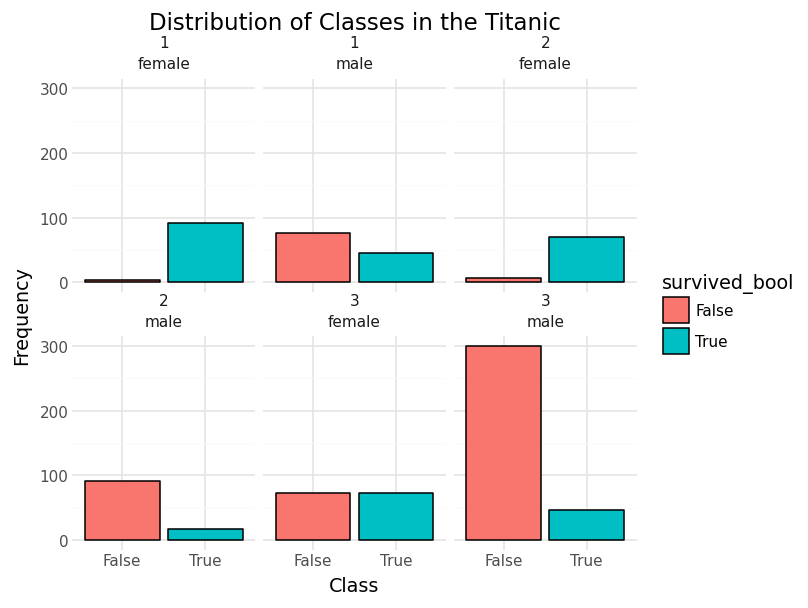 Distribution of Classes in the Titanic
1 1 2
female male female
300
200
100
0
2 3 3
male female male
300
200
100
0
False True False True False True
Class
Frequency
survived_bool
False
True